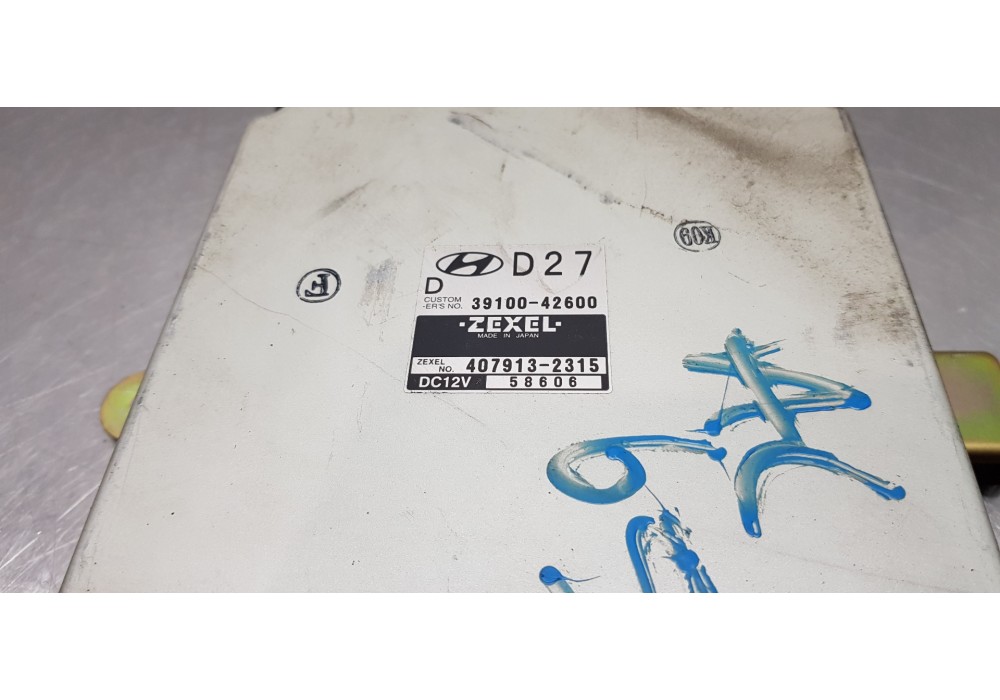 D27
D
CUSTOM -ER'S NO. 39100-42600
·ZEXEL·
MADE IN JAPAN
ZEXEL NO. 407913-2315
DC12V 58606
F
K09